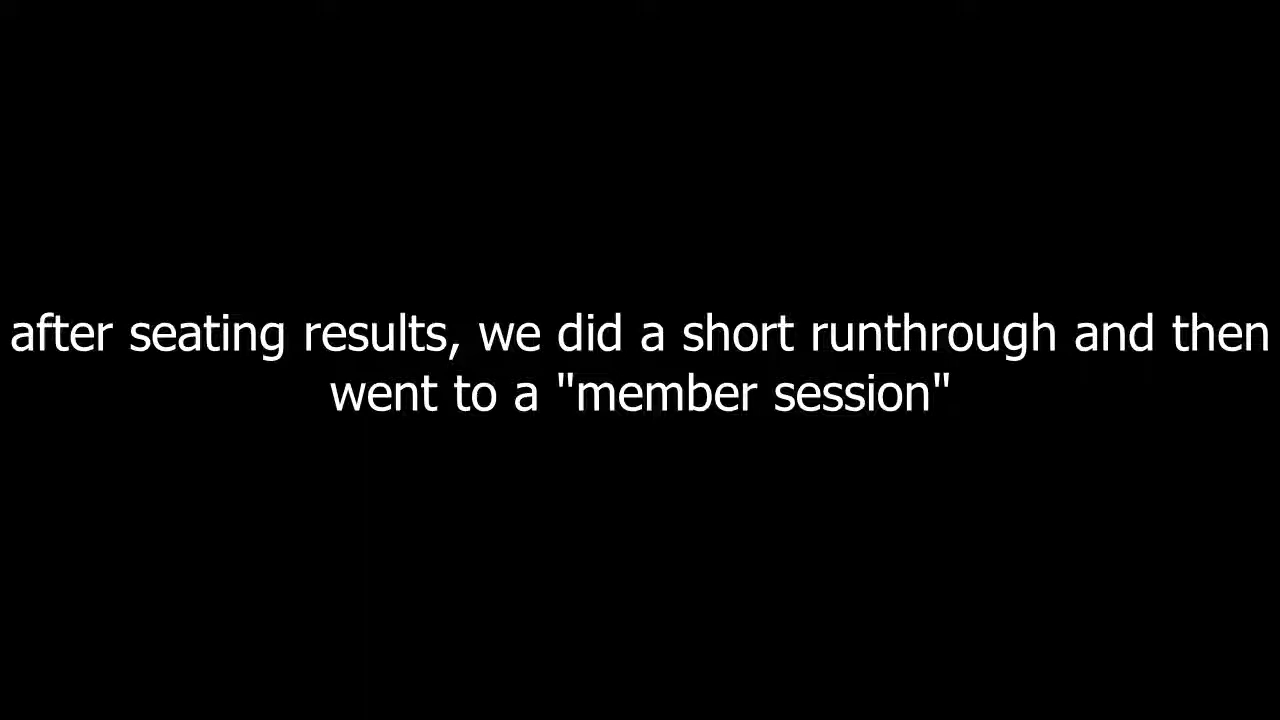 after seating results, we did a short runthrough and then
went to a "member session"